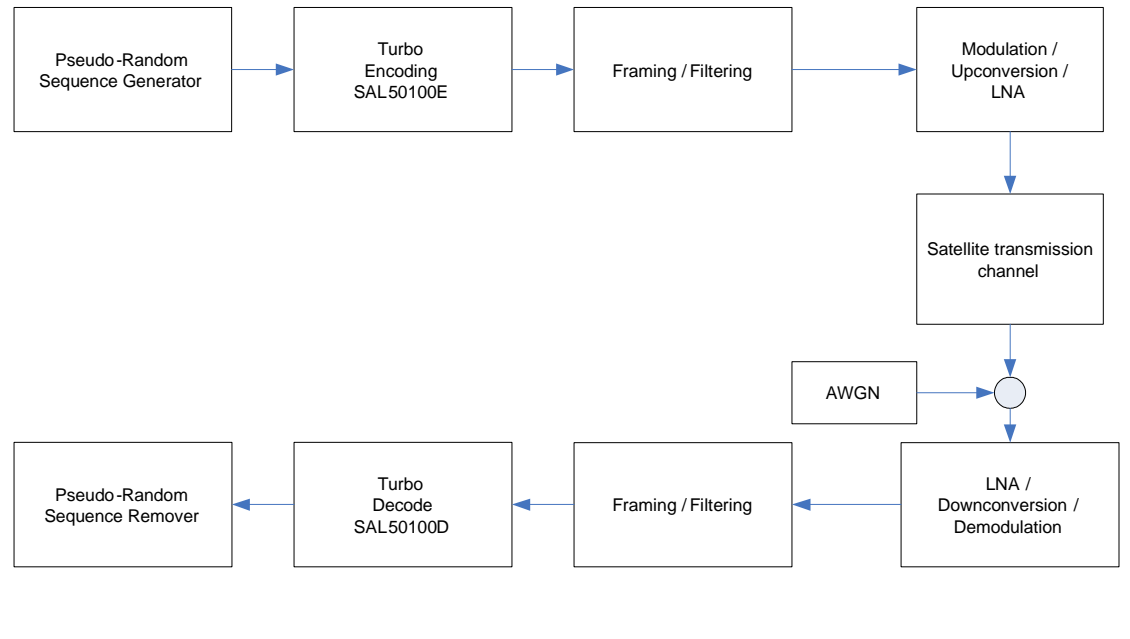 Pseudo-Random
Sequence Generator
Turbo
Encoding
SAL50100E
Framing / Filtering
Modulation /
Upconversion /
LNA
Satellite transmission
channel
AWGN
Pseudo-Random
Sequence Remover
Turbo
Decode
SAL50100D
Framing / Filtering
LNA /
Downconversion /
Demodulation